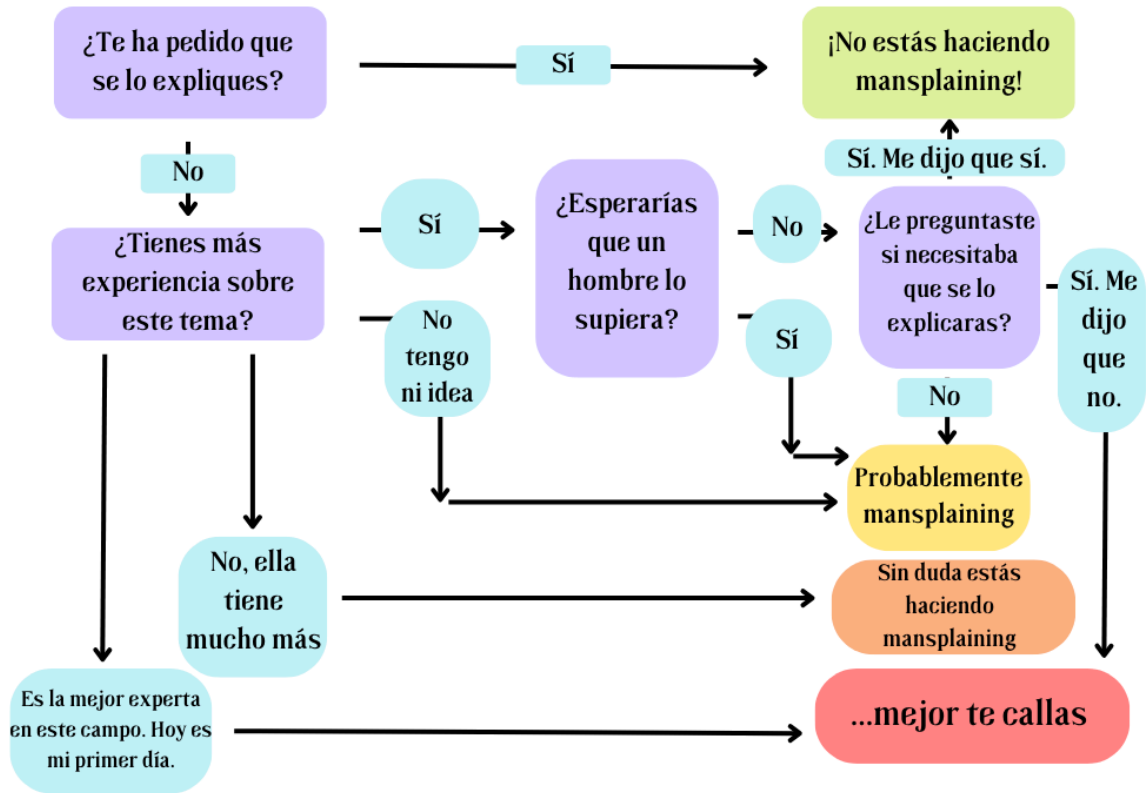 ¿Te ha pedido que
se lo expliques?
Sí
¡No estás haciendo
mansplaining!
No
Sí. Me dijo que sí.
¿Tienes más
experiencia sobre
este tema?
Sí
¿Esperarías
que un
hombre lo
supiera?
No
¿Le preguntaste
si necesitaba
que se lo
explicaras?
Sí. Me
dijo
que
no.
No
tengo
ni idea
Sí
No
Probablemente
mansplaining
No, ella
tiene
mucho más
Sin duda estás
haciendo
mansplaining
Es la mejor experta
en este campo. Hoy es
mi primer día.
...mejor te callas